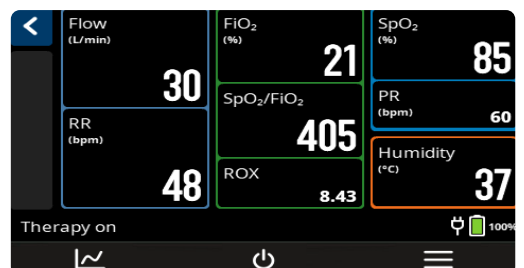 Flow
(L/min)
30
RR
(bpm)
48
FiO₂
(%)
21
SpO₂/FiO₂
405
ROX
8.43
SpO₂
(%)
85
PR
(bpm)
60
Humidity
(°C)
37
Therapy on
100%